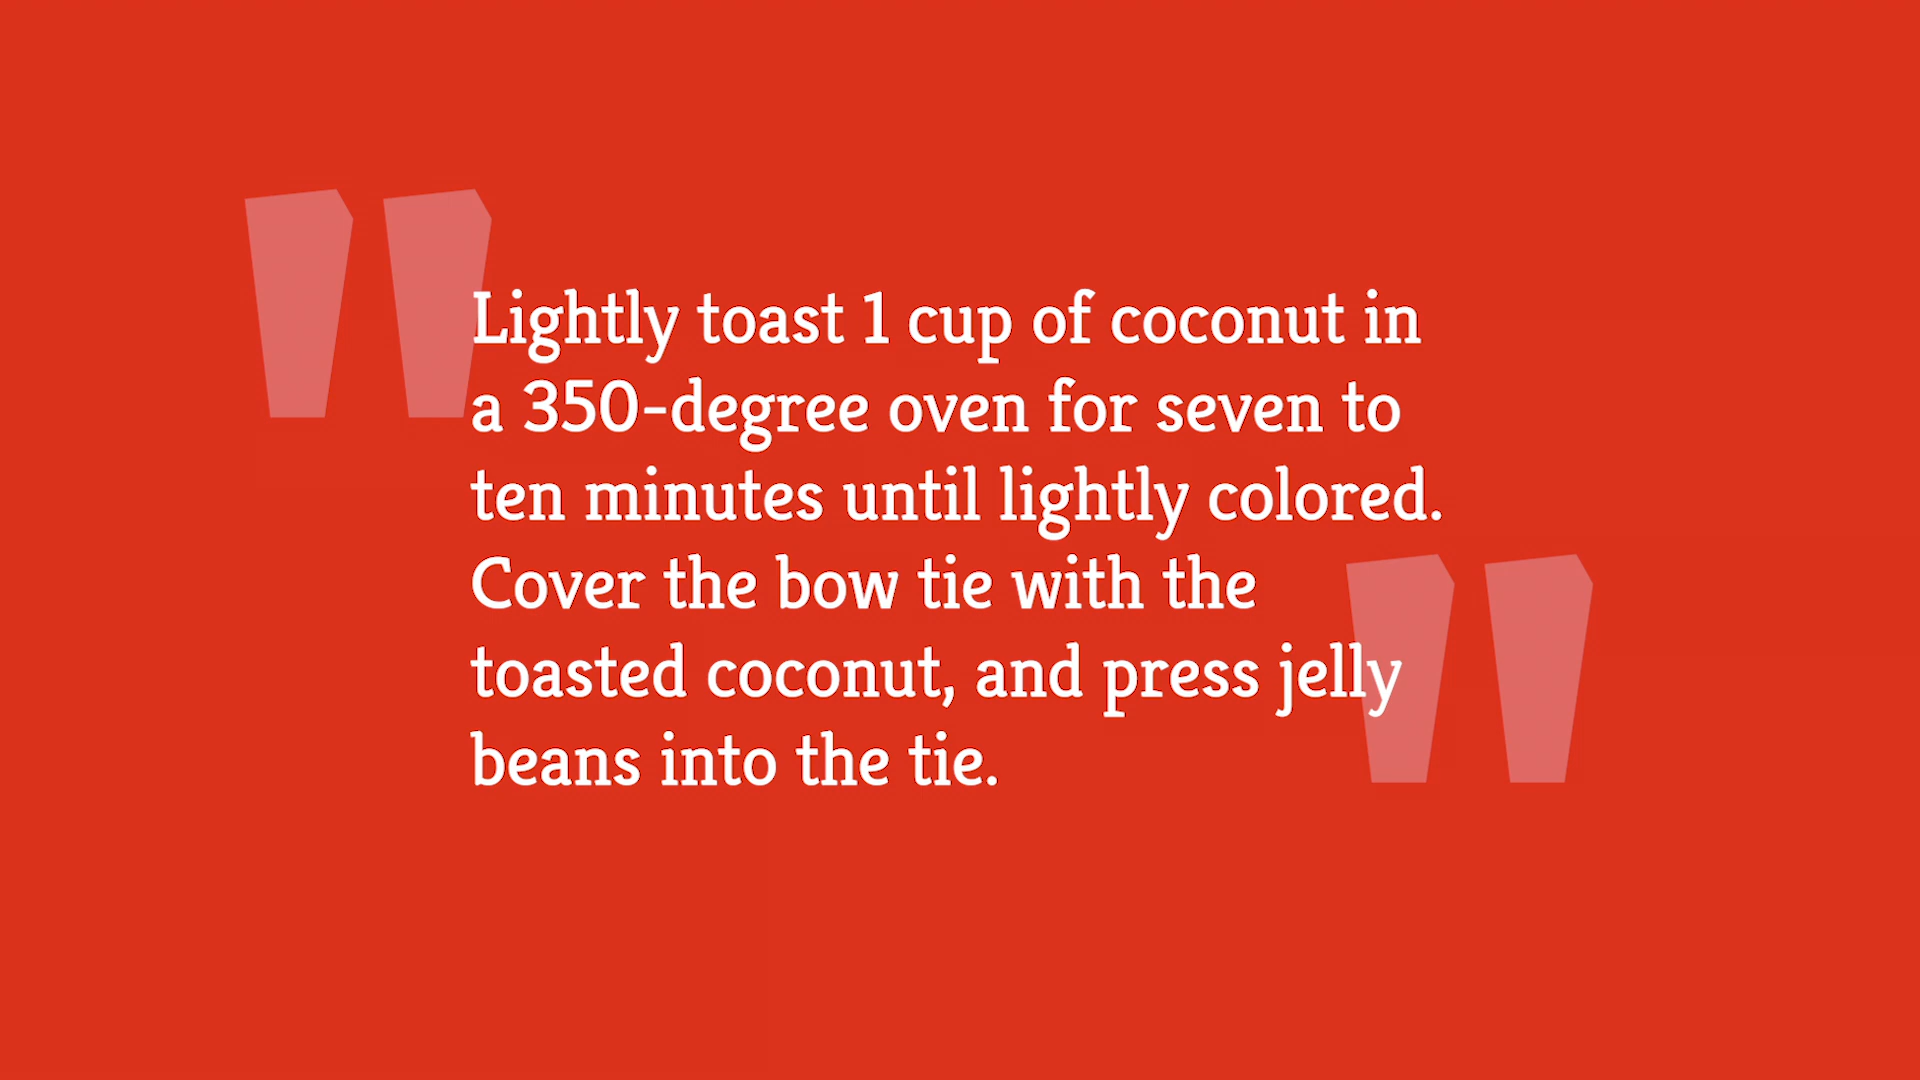 Lightly toast 1 cup of coconut in
a 350-degree oven for seven to
ten minutes until lightly colored.
Cover the bow tie with the
toasted coconut, and press jelly
beans into the tie.